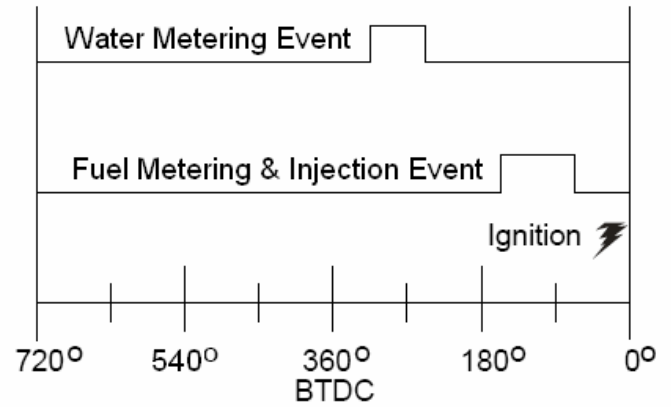 Water Metering Event
Fuel Metering & Injection Event
Ignition
720° 540° 360° 180° 0°
BTDC